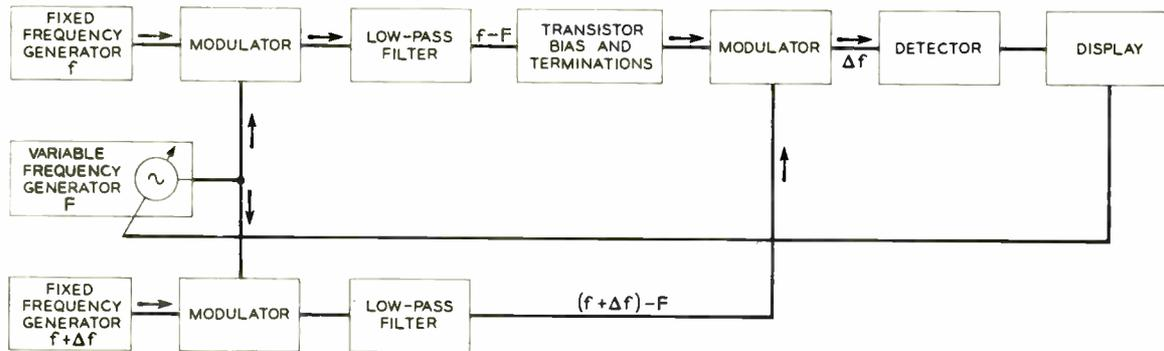 FIXED
FREQUENCY
GENERATOR
f
MODULATOR
LOW-PASS
FILTER
f-F
TRANSISTOR
BIAS AND
TERMINATIONS
MODULATOR
Δf
DETECTOR
DISPLAY
VARIABLE
FREQUENCY
GENERATOR
F
~
FIXED
FREQUENCY
GENERATOR
f+Δf
MODULATOR
LOW-PASS
FILTER
(f+Δf)-F